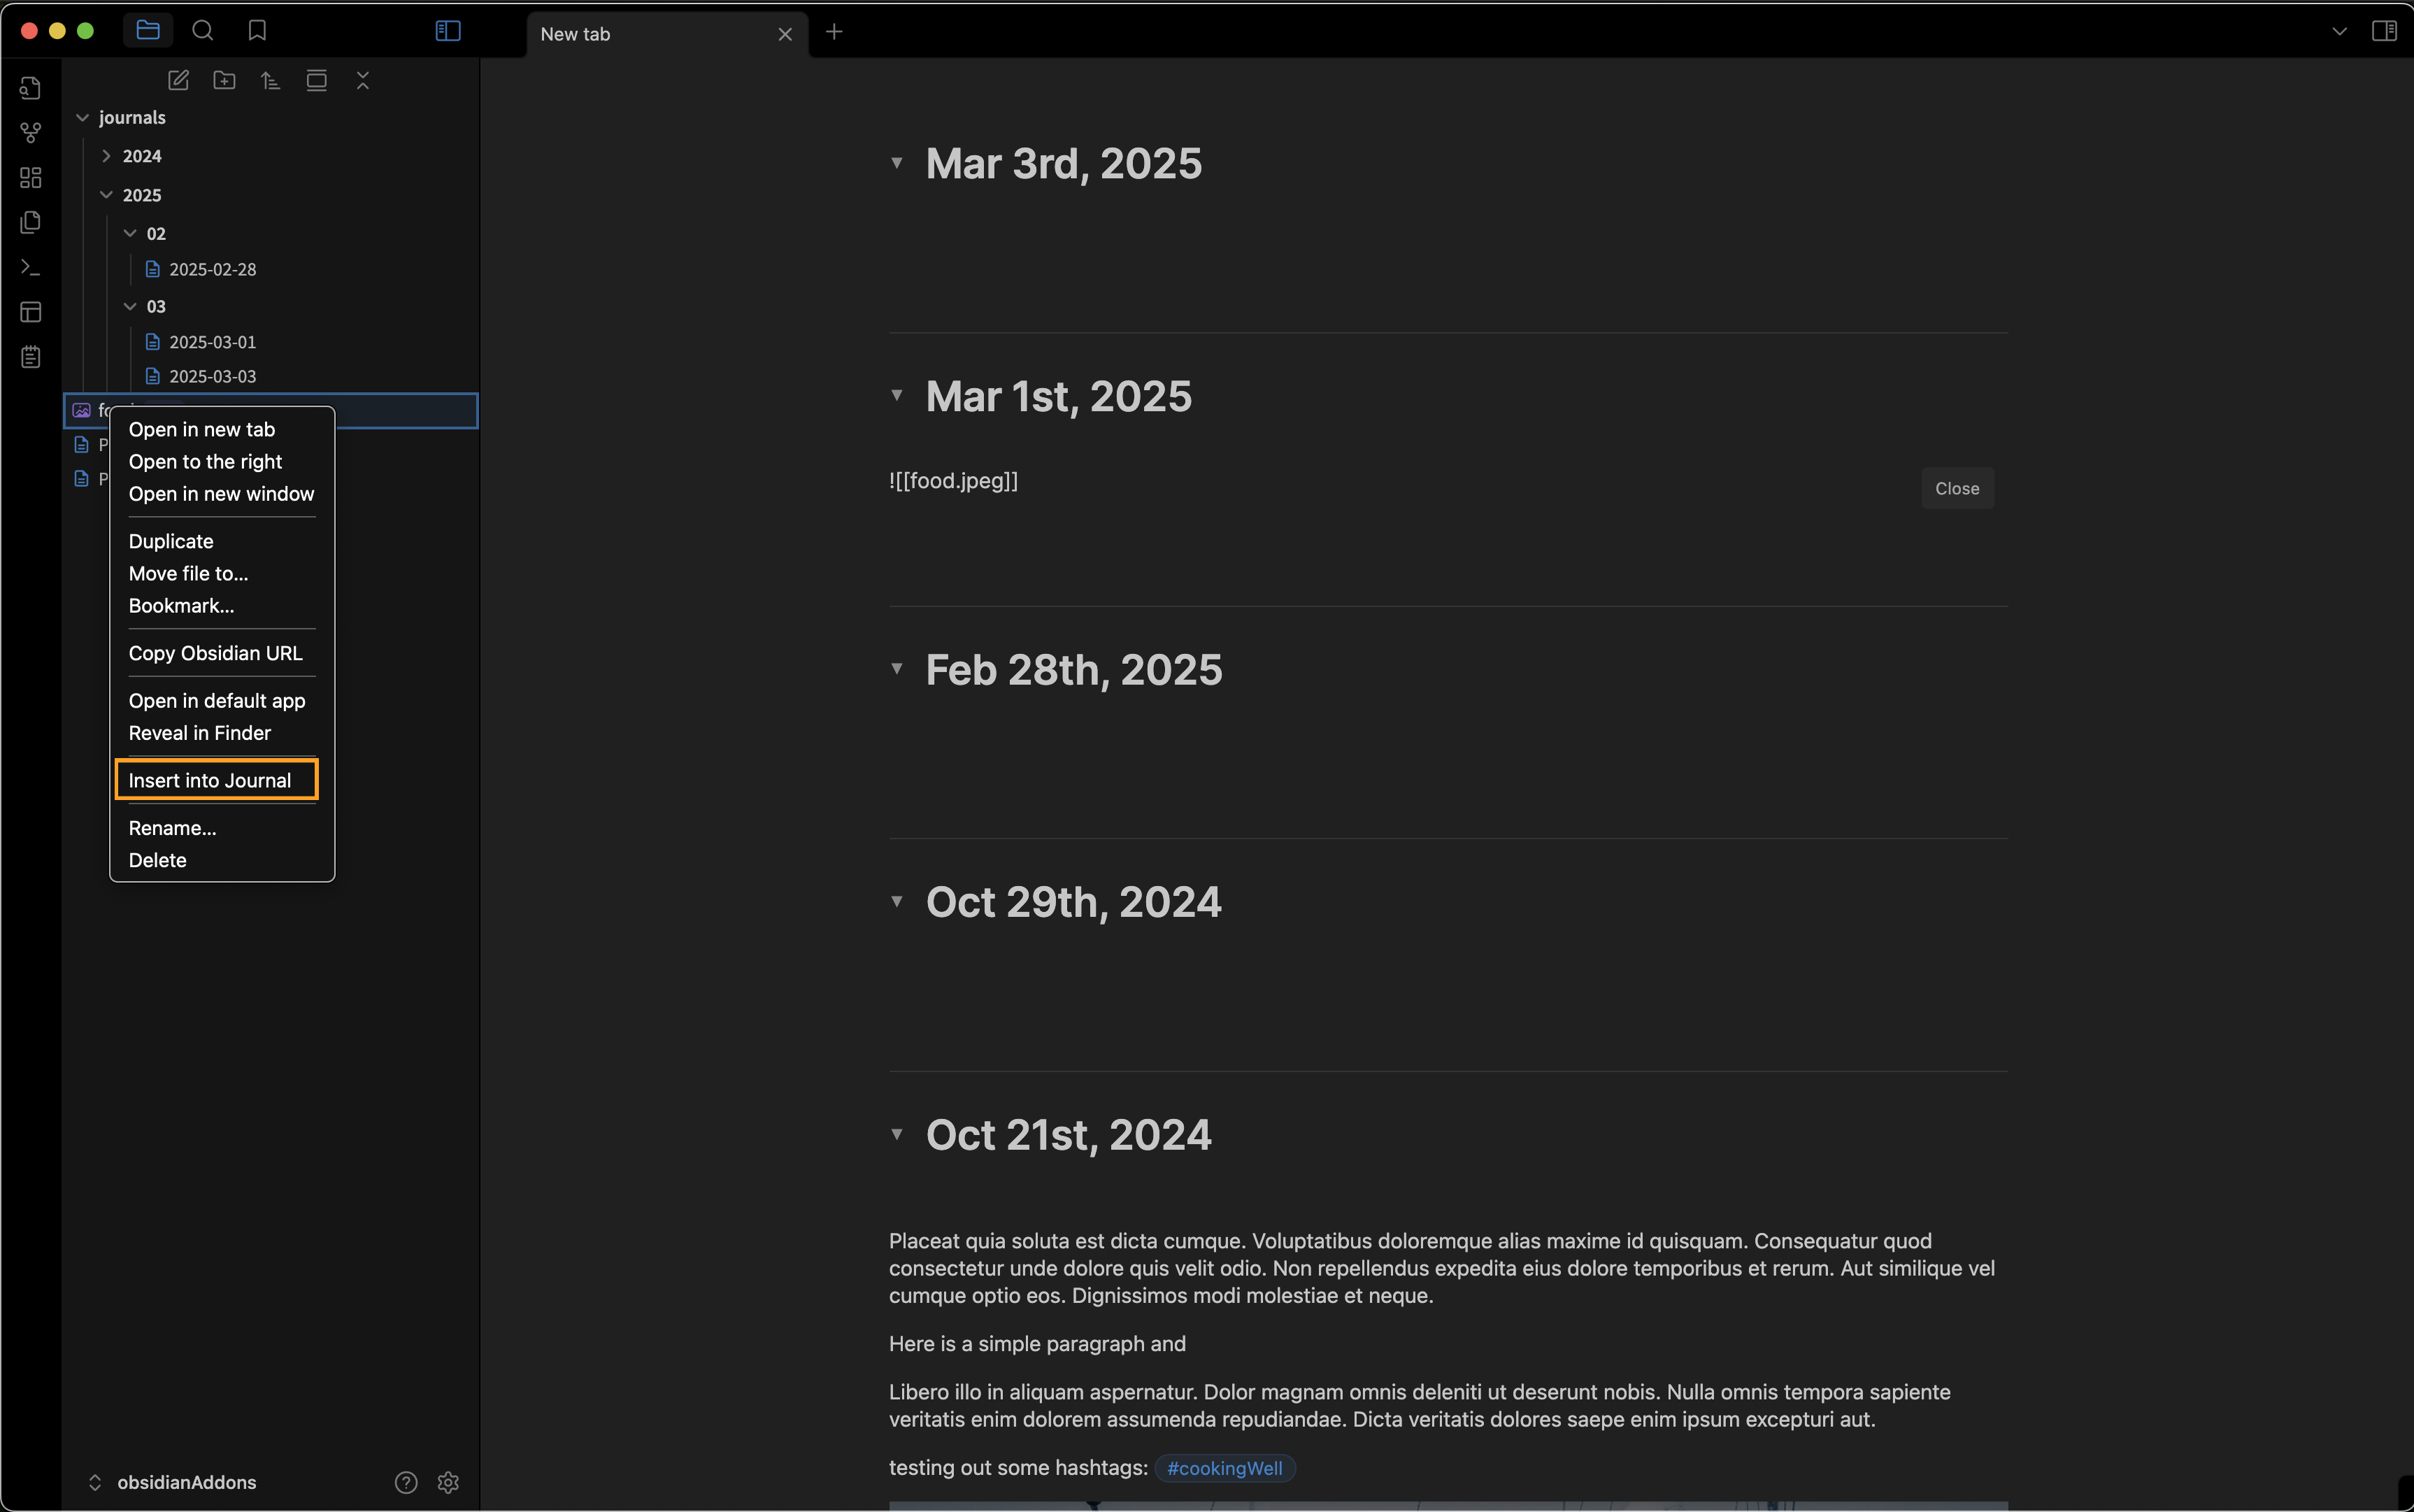 New tab
journals
2024
2025
02
2025-02-28
03
2025-03-01
2025-03-03
Open in new tab
Open to the right
Open in new window
Duplicate
Move file to...
Bookmark...
Copy Obsidian URL
Open in default app
Reveal in Finder
Insert into Journal
Rename...
Delete
obsidianAddons
Mar 3rd, 2025
Mar 1st, 2025
![[food.jpeg]]
Close
Feb 28th, 2025
Oct 29th, 2024
Oct 21st, 2024
Placeat quia soluta est dicta cumque. Voluptatibus doloremque alias maxime id quisquam. Consequatur quod
consectetur unde dolore quis velit odio. Non repellendus expedita eius dolore temporibus et rerum. Aut similique vel
cumque optio eos. Dignissimos modi molestiae et neque.
Here is a simple paragraph and
Libero illo in aliquam aspernatur. Dolor magnam omnis deleniti ut deserunt nobis. Nulla omnis tempora sapiente
veritatis enim dolorem assumenda repudiandae. Dicta veritatis dolores saepe enim ipsum excepturi aut.
testing out some hashtags: #cookingWell